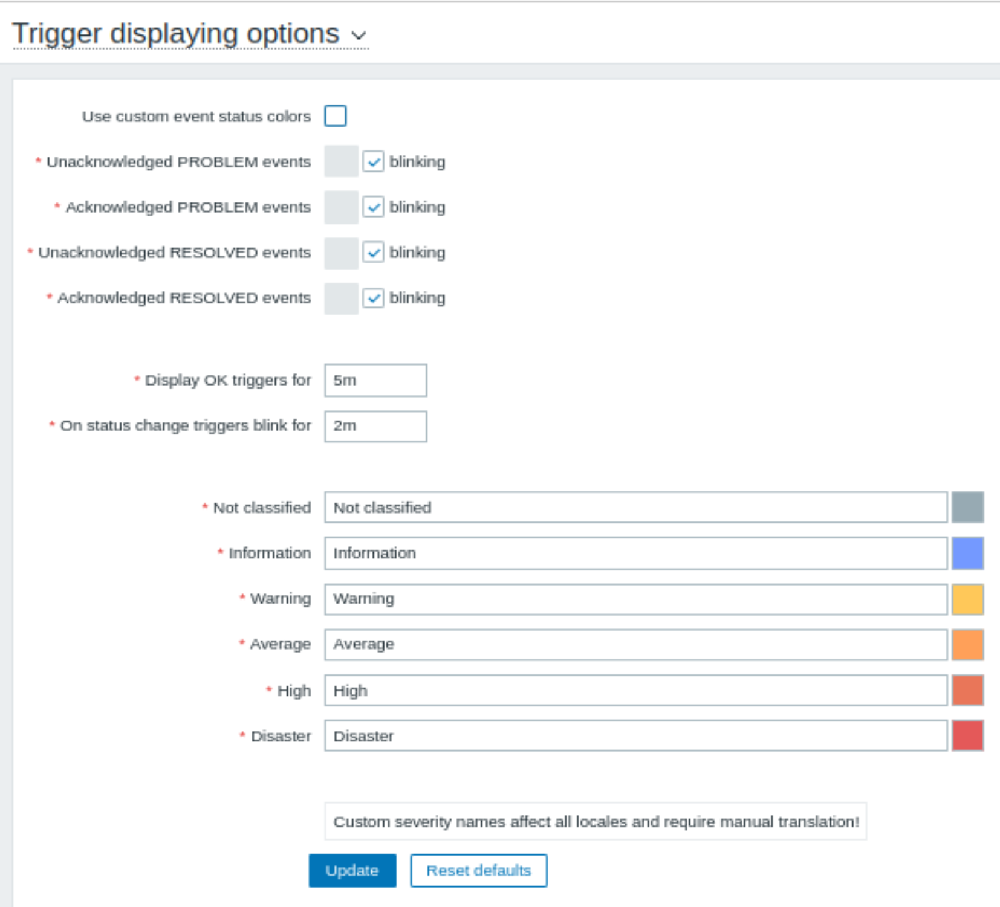 Trigger displaying options
Use custom event status colors
* Unacknowledged PROBLEM events blinking
* Acknowledged PROBLEM events blinking
* Unacknowledged RESOLVED events blinking
* Acknowledged RESOLVED events blinking
* Display OK triggers for 5m
* On status change triggers blink for 2m
* Not classified Not classified
* Information Information
* Warning Warning
* Average Average
* High High
* Disaster Disaster
Custom severity names affect all locales and require manual translation!
Update Reset defaults